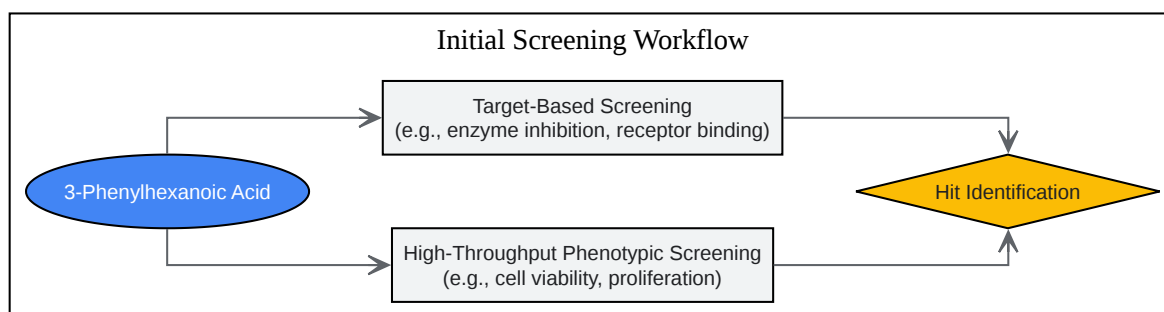 Initial Screening Workflow
Target-Based Screening
(e.g., enzyme inhibition, receptor binding)
3-Phenylhexanoic Acid
Hit Identification
High-Throughput Phenotypic Screening
(e.g., cell viability, proliferation)